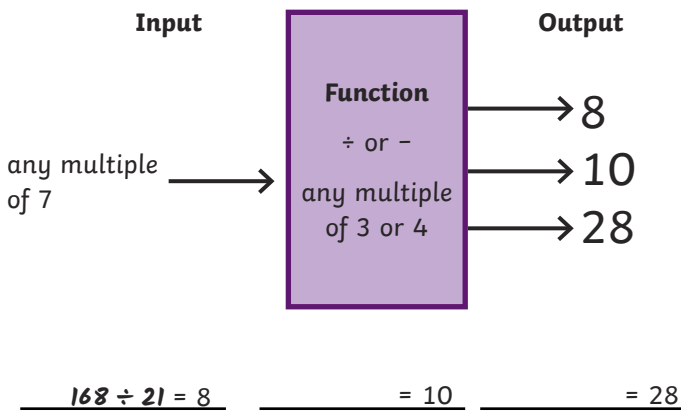 Input
Output
Function
÷ or −
any multiple
of 3 or 4
any multiple
of 7
8
10
28
168 ÷ 21 = 8
= 10
= 28